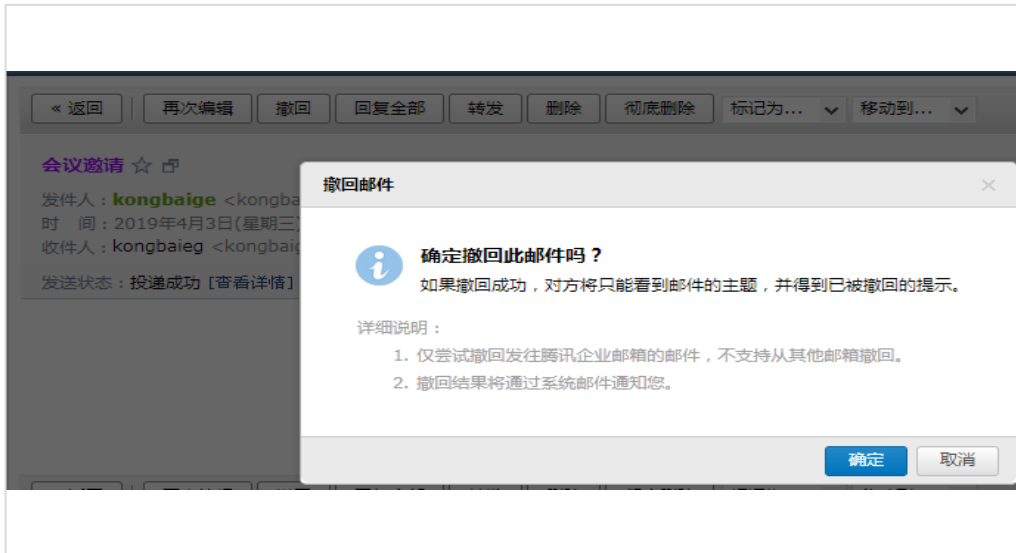 « 返回 再次编辑 撤回 回复全部 转发 删除 彻底删除 标记为... 移动到...
会议邀请
撤回邮件
发件人：kongbaige <kongba
时 间：2019年4月3日(星期三)
收件人：kongbaieg <kongbaig
确定撤回此邮件吗？
发送状态：投递成功 [查看详情]
如果撤回成功，对方将只能看到邮件的主题，并得到已被撤回的提示。
详细说明：
1. 仅尝试撤回发往腾讯企业邮箱的邮件，不支持从其他邮箱撤回。
2. 撤回结果将通过系统邮件通知您。
确定 取消